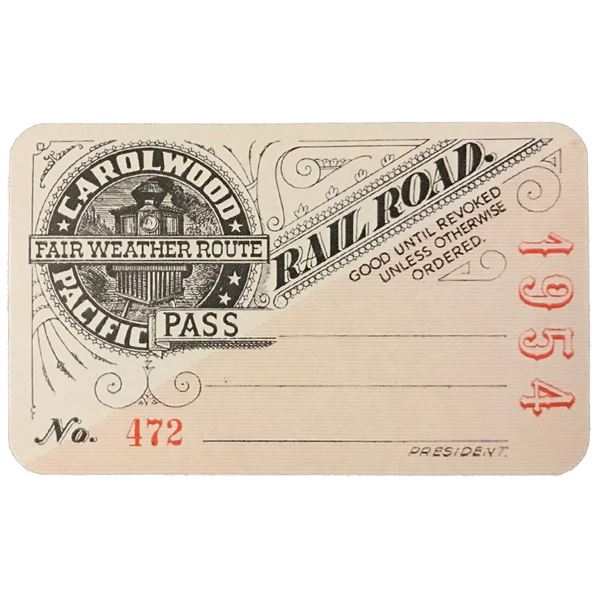 CAROLWOOD
FAIR WEATHER ROUTE
PACIFIC
PASS
RAIL ROAD.
GOOD UNTIL REVOKED
UNLESS OTHERWISE
ORDERED.
1954
No. 472
PRESIDENT.